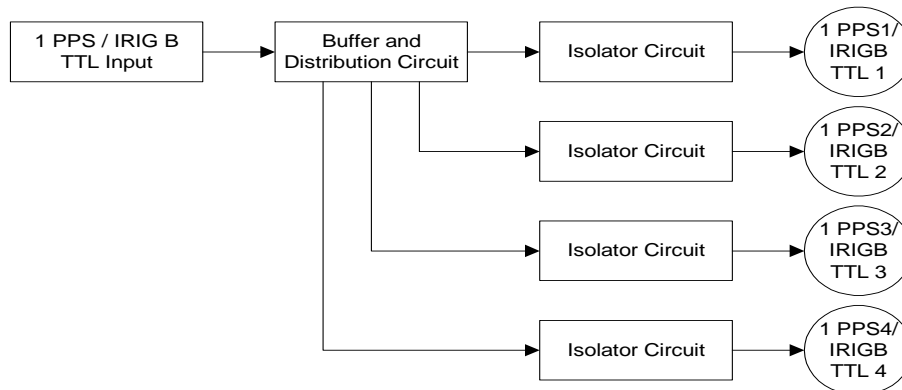 1 PPS / IRIG B
TTL Input
Buffer and
Distribution Circuit
Isolator Circuit
1 PPS1/
IRIGB
TTL 1
Isolator Circuit
1 PPS2/
IRIGB
TTL 2
Isolator Circuit
1 PPS3/
IRIGB
TTL 3
Isolator Circuit
1 PPS4/
IRIGB
TTL 4